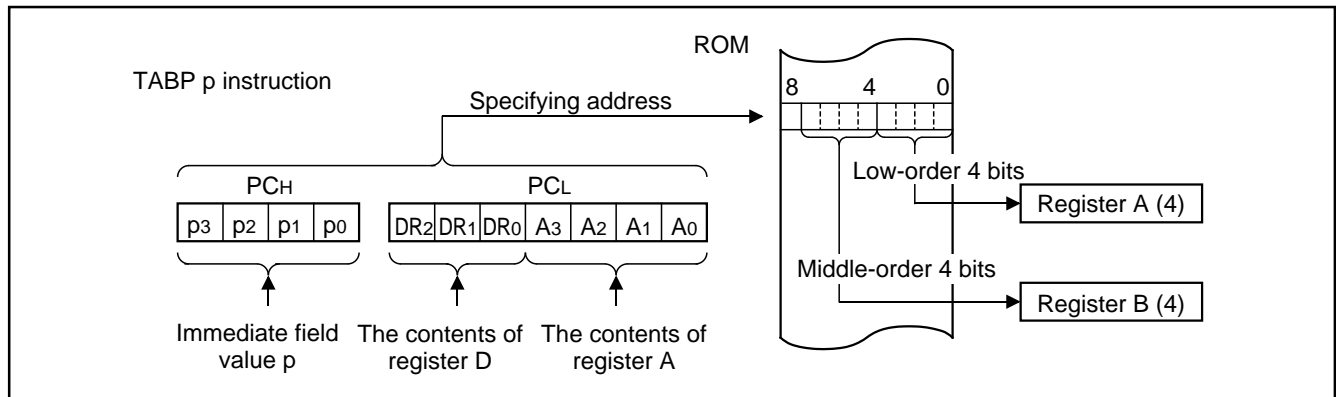 ROM
TABP p instruction
8 4 0
Specifying address
Low-order 4 bits
PCH PCL
Register A (4)
p3 p2 p1 p0 DR2 DR1 DR0 A3 A2 A1 A0
Middle-order 4 bits
Register B (4)
Immediate field
value p
The contents of
register D
The contents of
register A